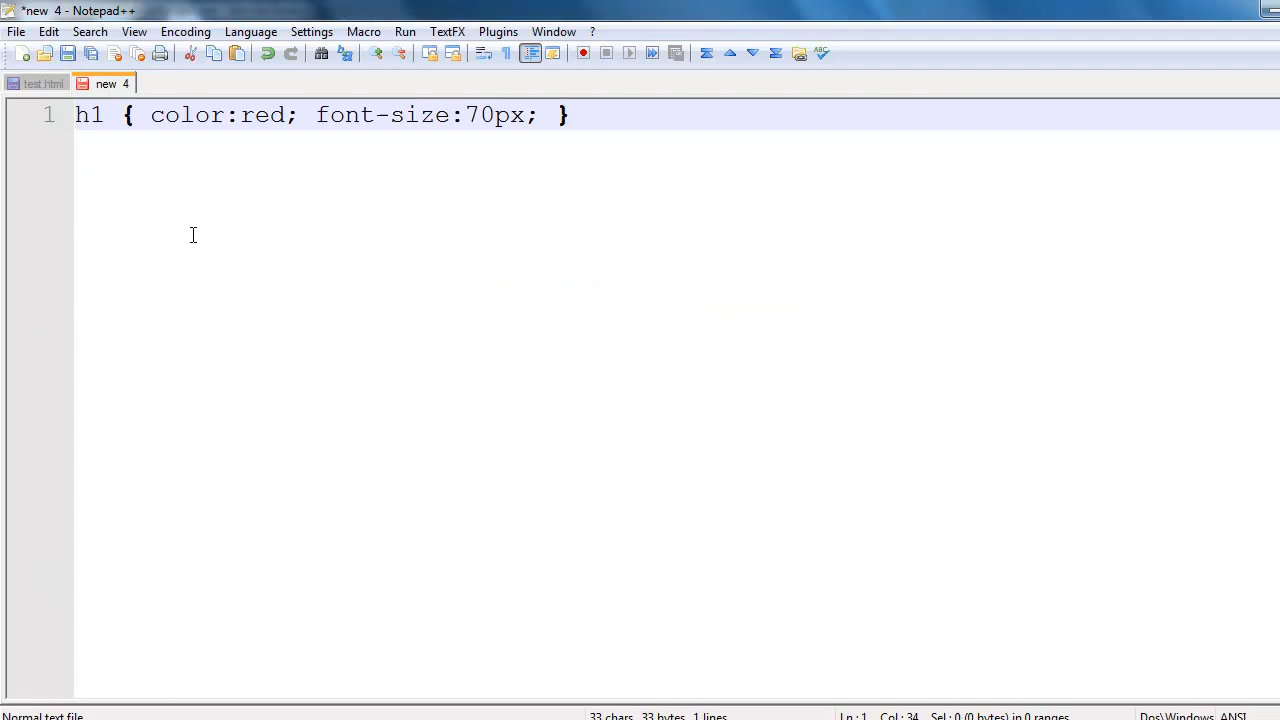 *new 4 - Notepad++
File Edit Search View Encoding Language Settings Macro Run TextFX Plugins Window ?
test.html new 4
1 h1 { color:red; font-size:70px; }
Normal text file 33 chars 33 bytes 1 lines Ln : 1 Col : 34 Sel : 0 (0 bytes) in 0 ranges Dos\Windows ANSI